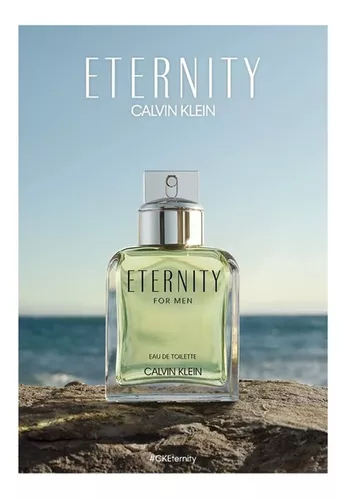 ETERNITY
CALVIN KLEIN
ETERNITY
FOR MEN
EAU DE TOILETTE
CALVIN KLEIN
#CKEternity